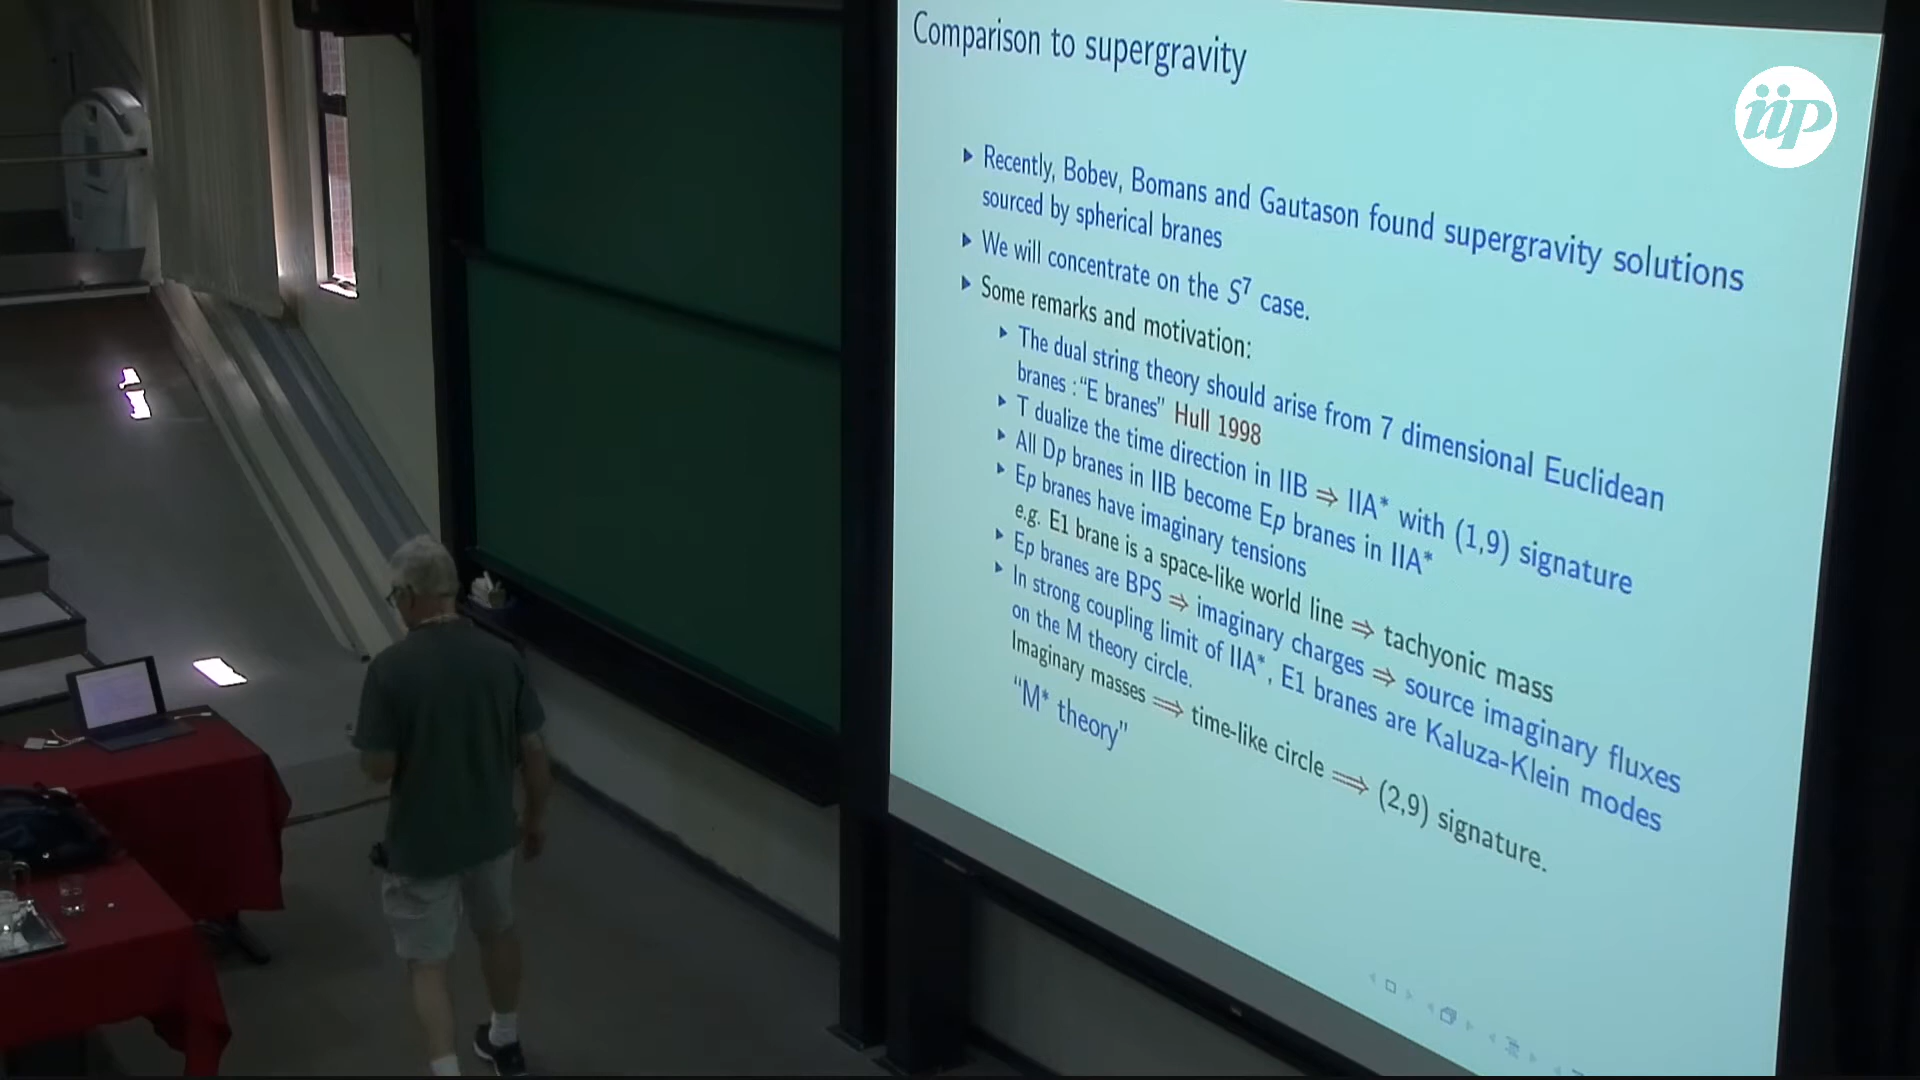 Comparison to supergravity
iip
▸ Recently, Bobev, Bomans and Gautason found supergravity solutions
sourced by spherical branes
▸ We will concentrate on the S⁷ case.
▸ Some remarks and motivation:
▸ The dual string theory should arise from 7 dimensional Euclidean
branes :“E branes” Hull 1998
▸ T dualize the time direction in IIB ⇒ IIA* with (1,9) signature
▸ All Dp branes in IIB become Ep branes in IIA*
▸ Ep branes have imaginary tensions
e.g. E1 brane is a space-like world line ⇒ tachyonic mass
▸ Ep branes are BPS ⇒ imaginary charges ⇒ source imaginary fluxes
▸ In strong coupling limit of IIA*, E1 branes are Kaluza-Klein modes
on the M theory circle.
Imaginary masses ⟹ time-like circle ⟹ (2,9) signature.
“M* theory”